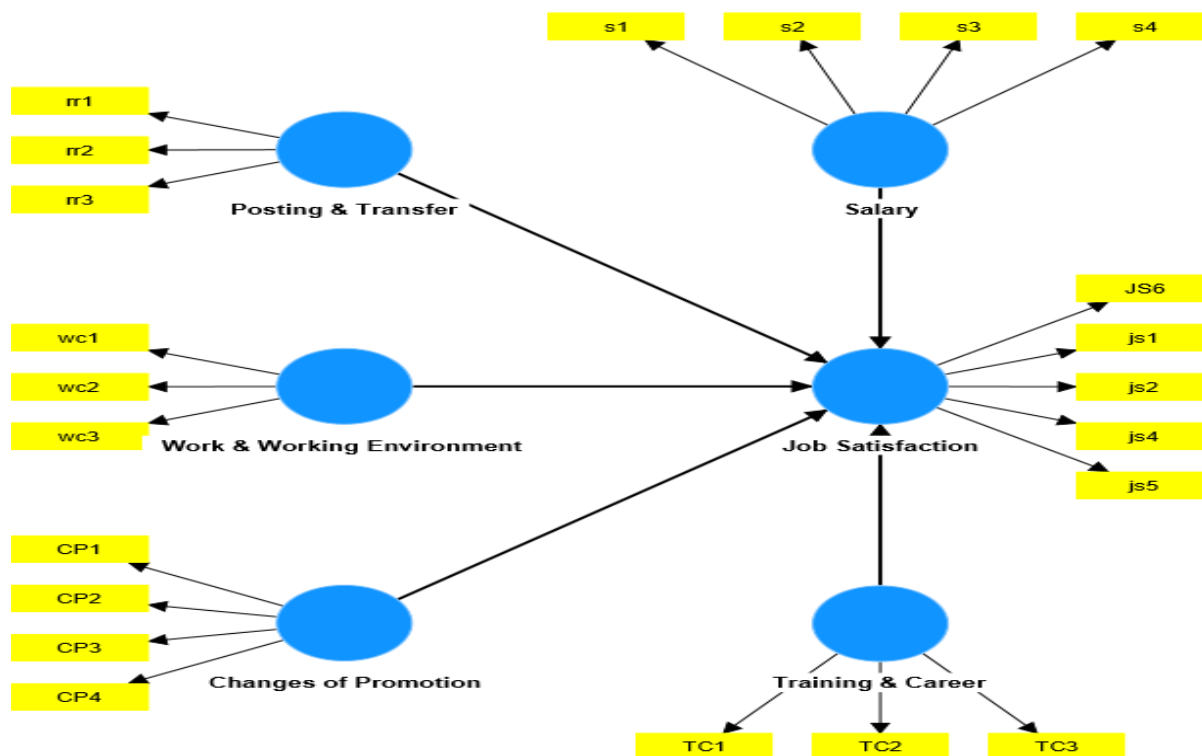 s1
s2
s3
s4
rr1
rr2
rr3
Posting & Transfer
Salary
JS6
js1
js2
js4
js5
wc1
wc2
wc3
Work & Working Environment
Job Satisfaction
CP1
CP2
CP3
CP4
Changes of Promotion
Training & Career
TC1
TC2
TC3